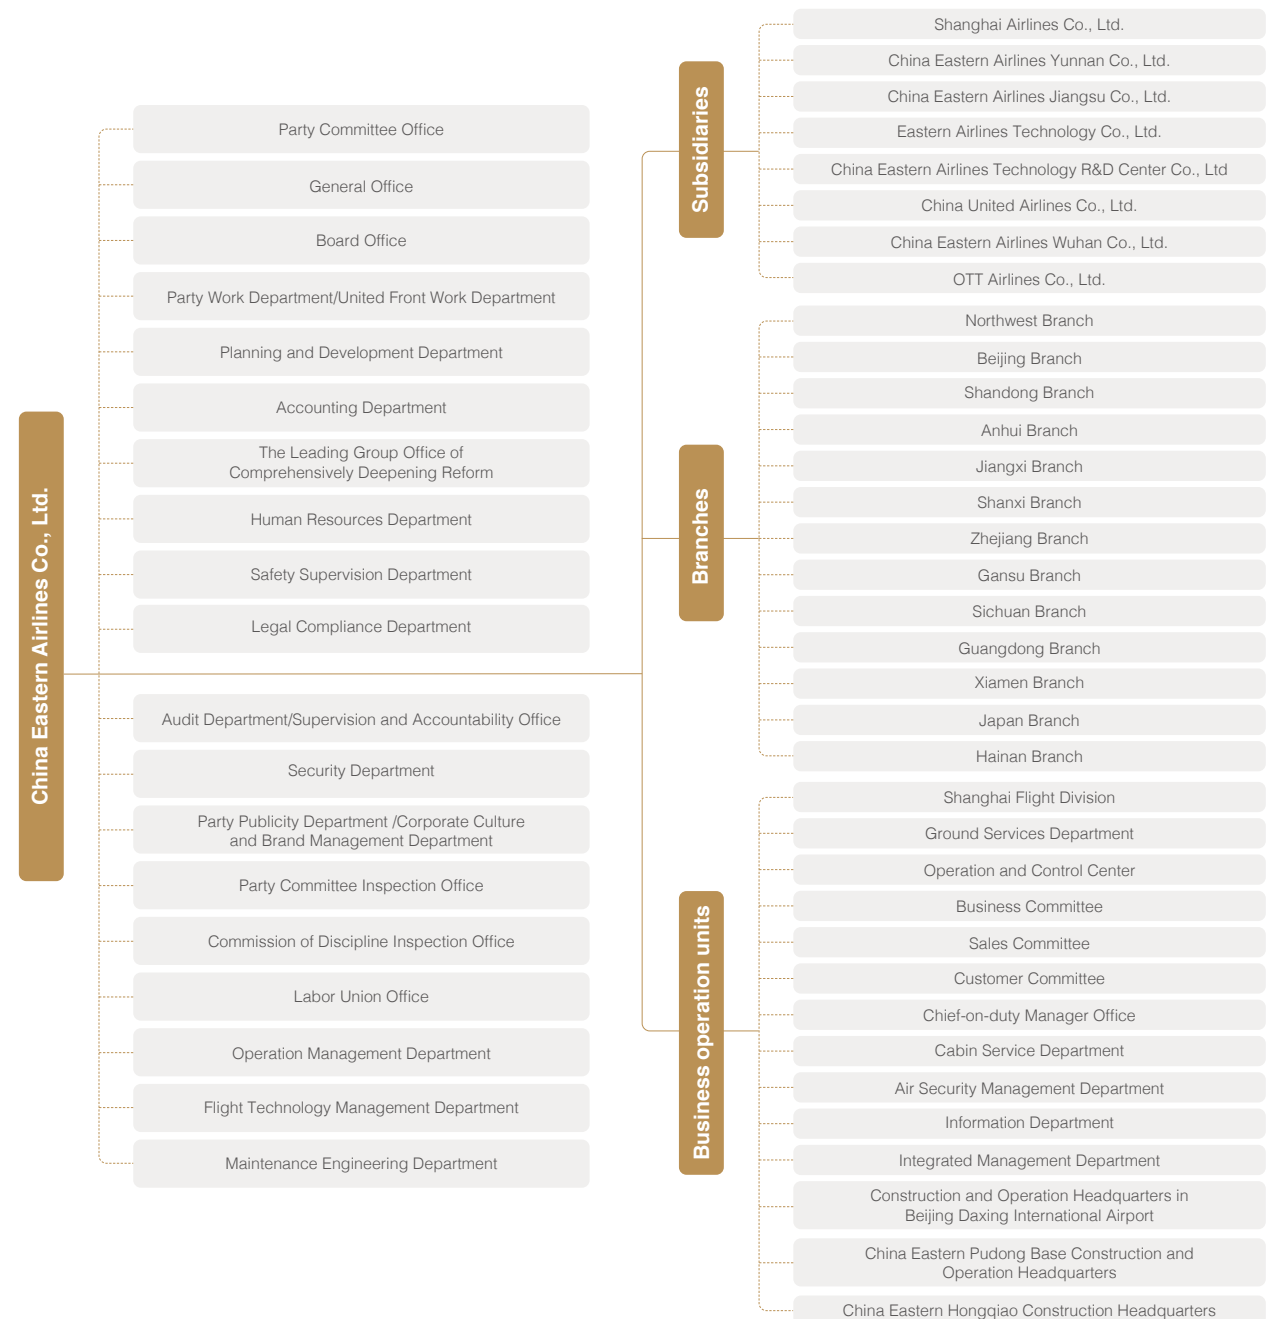 China Eastern Airlines Co., Ltd.
Party Committee Office
General Office
Board Office
Party Work Department/United Front Work Department
Planning and Development Department
Accounting Department
The Leading Group Office of
Comprehensively Deepening Reform
Human Resources Department
Safety Supervision Department
Legal Compliance Department
Audit Department/Supervision and Accountability Office
Security Department
Party Publicity Department /Corporate Culture
and Brand Management Department
Party Committee Inspection Office
Commission of Discipline Inspection Office
Labor Union Office
Operation Management Department
Flight Technology Management Department
Maintenance Engineering Department
Subsidiaries
Shanghai Airlines Co., Ltd.
China Eastern Airlines Yunnan Co., Ltd.
China Eastern Airlines Jiangsu Co., Ltd.
Eastern Airlines Technology Co., Ltd.
China Eastern Airlines Technology R&D Center Co., Ltd
China United Airlines Co., Ltd.
China Eastern Airlines Wuhan Co., Ltd.
OTT Airlines Co., Ltd.
Branches
Northwest Branch
Beijing Branch
Shandong Branch
Anhui Branch
Jiangxi Branch
Shanxi Branch
Zhejiang Branch
Gansu Branch
Sichuan Branch
Guangdong Branch
Xiamen Branch
Japan Branch
Hainan Branch
Business operation units
Shanghai Flight Division
Ground Services Department
Operation and Control Center
Business Committee
Sales Committee
Customer Committee
Chief-on-duty Manager Office
Cabin Service Department
Air Security Management Department
Information Department
Integrated Management Department
Construction and Operation Headquarters in
Beijing Daxing International Airport
China Eastern Pudong Base Construction and
Operation Headquarters
China Eastern Hongqiao Construction Headquarters